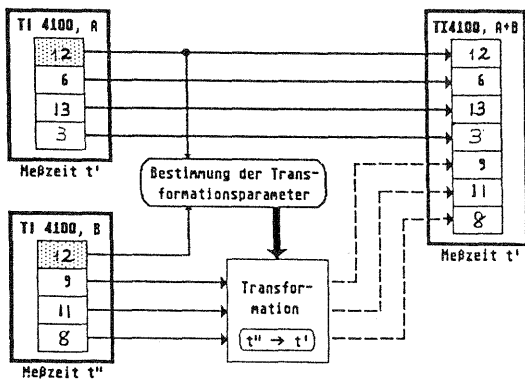 TI 4100, A
12
6
13
3
Meßzeit t'
TI 4100, B
12
9
11
8
Meßzeit t"
Bestimmung der Trans-
formationsparameter
Transfor-
mation
t" → t'
TI4100, A+B
12
6
13
3
9
11
8
Meßzeit t'